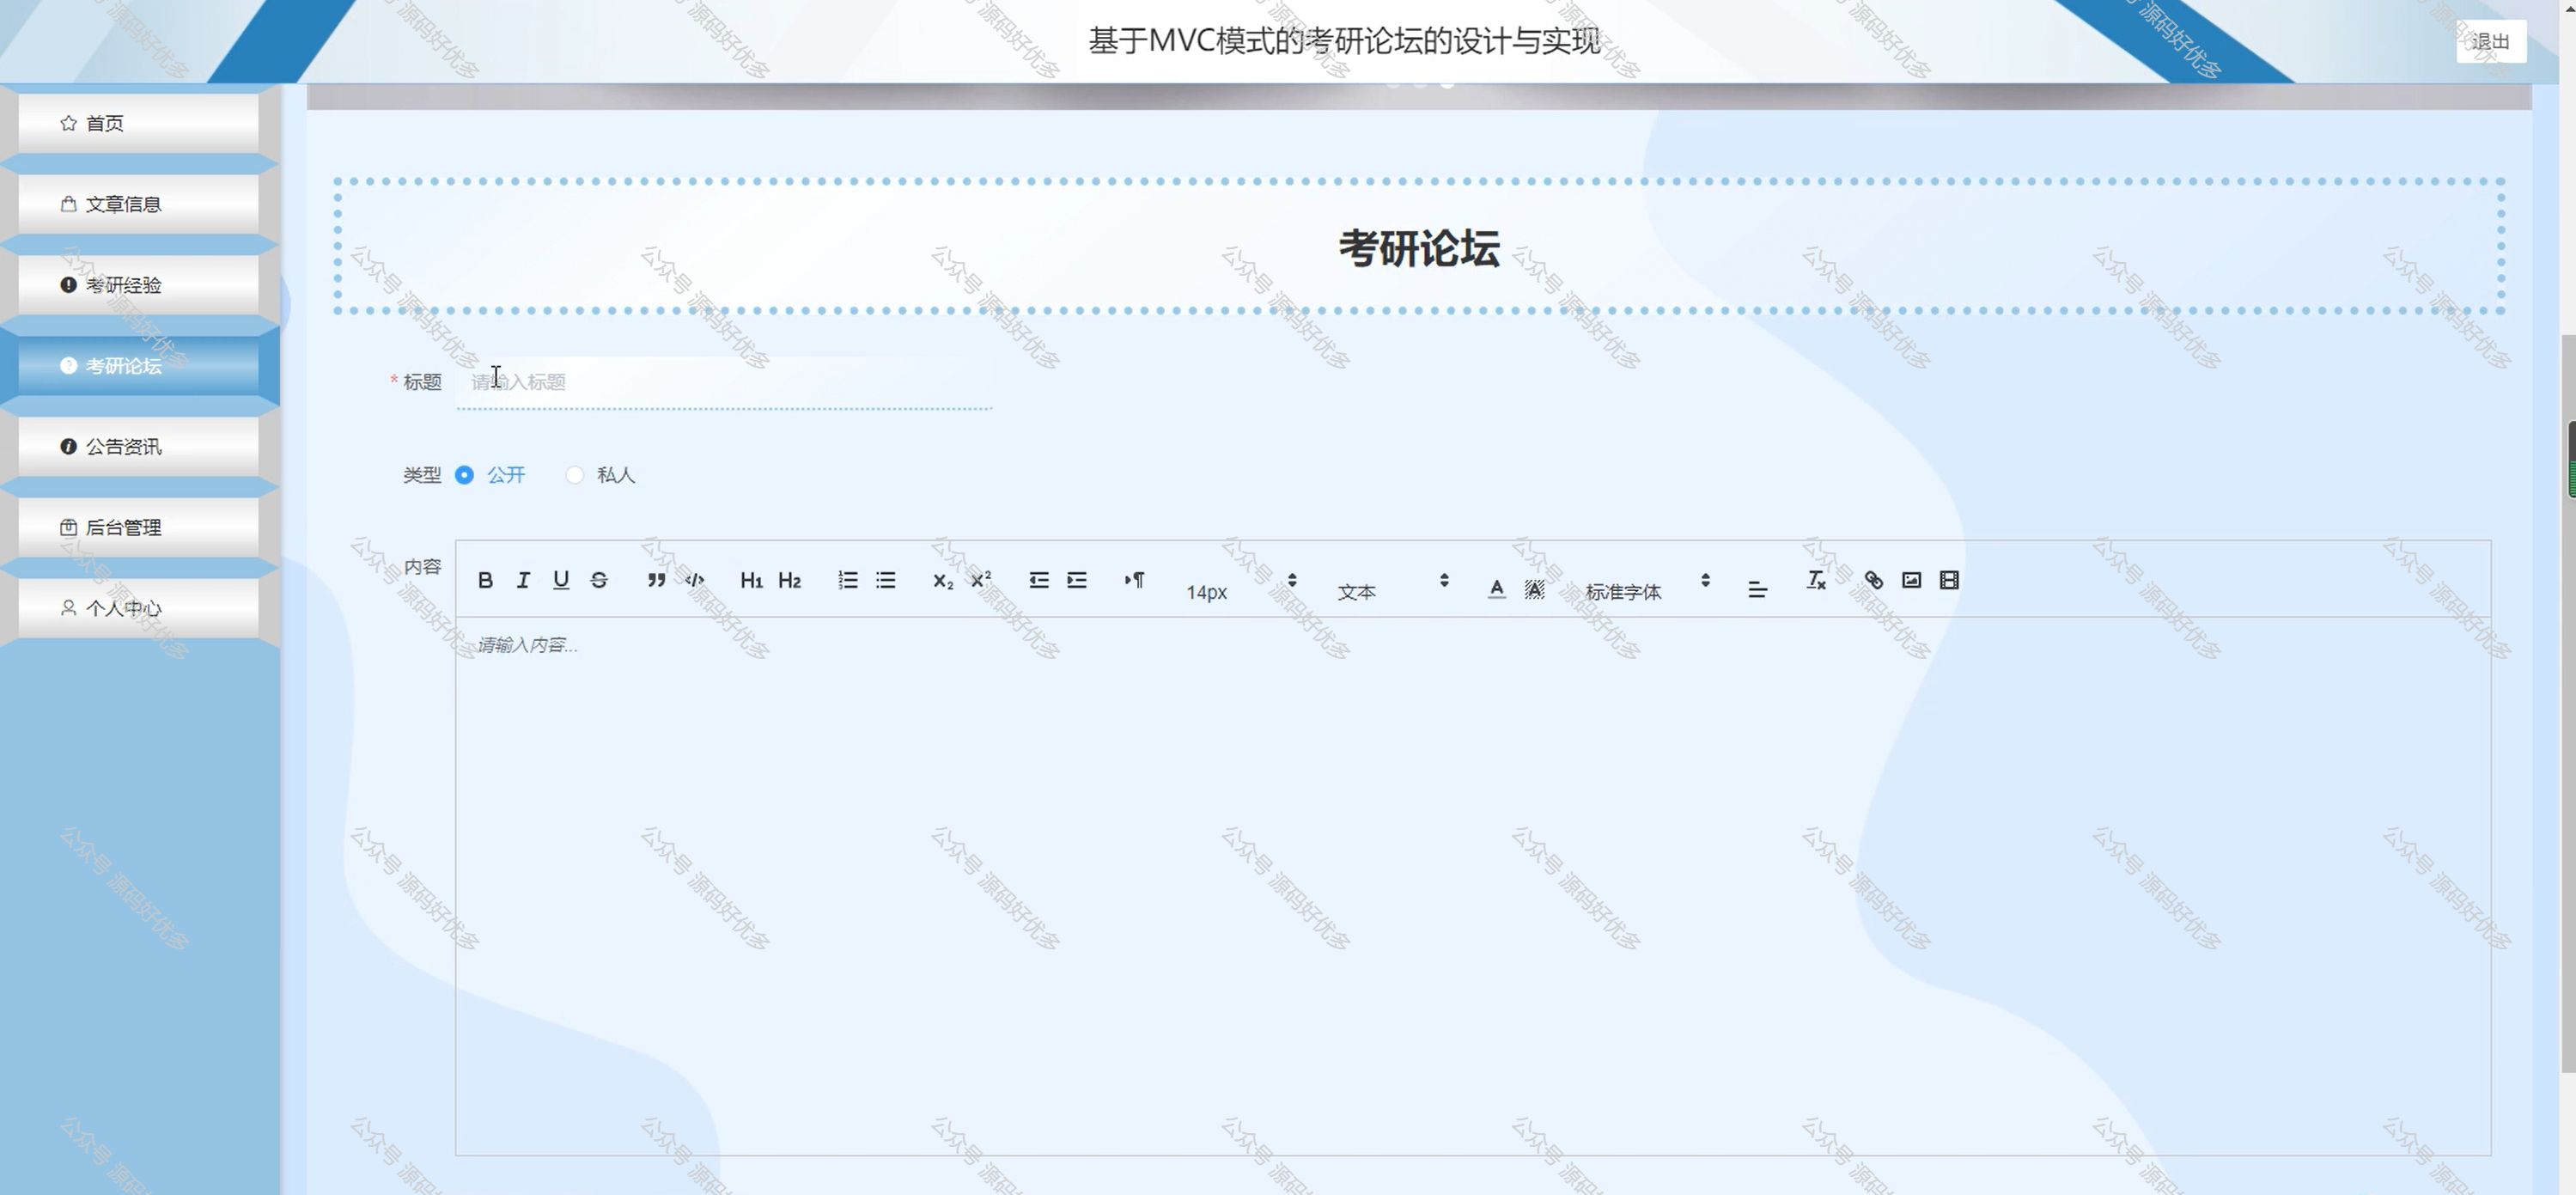 基于MVC模式的考研论坛的设计与实现
退出
首页
文章信息
考研经验
考研论坛
公告资讯
后台管理
个人中心
考研论坛
* 标题 请输入标题
类型 公开 私人
内容
B I U S H1 H2 X2 X2 14px 文本 A A 标准字体 Tx
请输入内容...
公众号 源码好优多